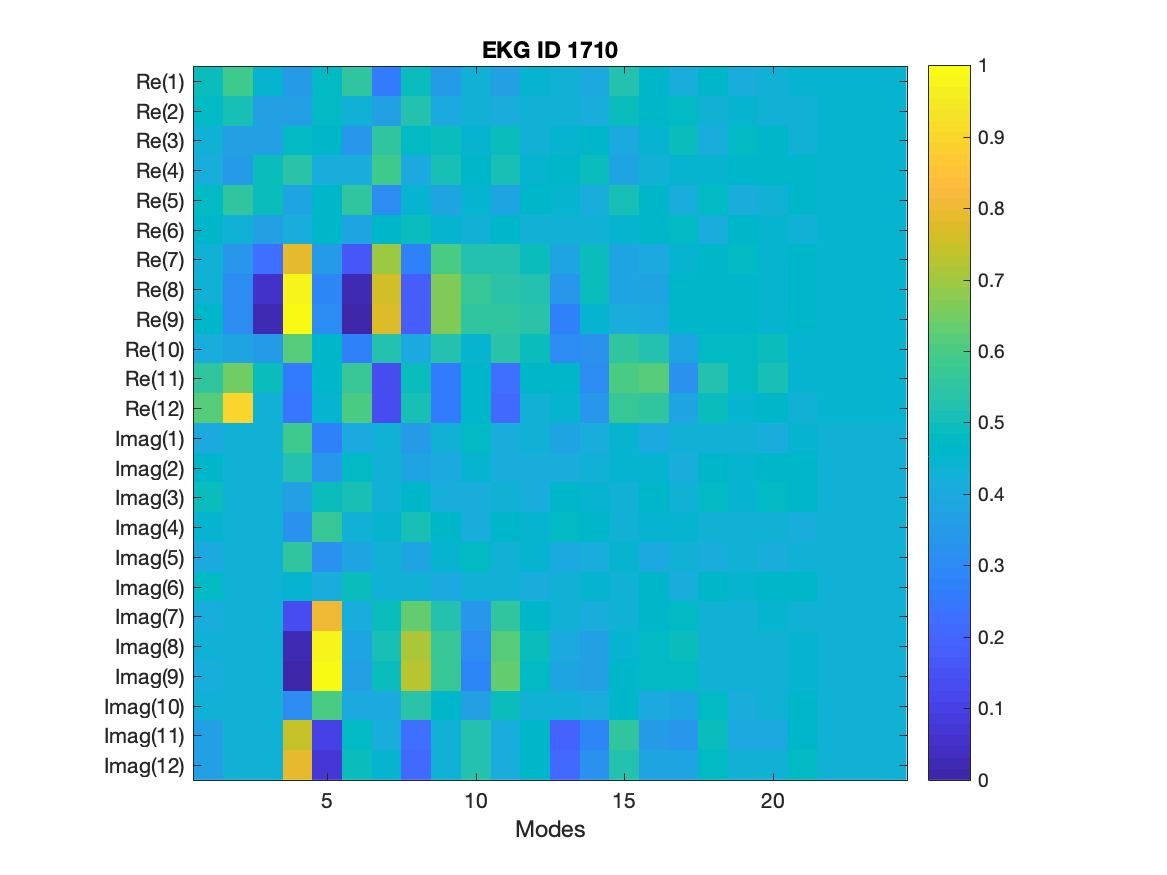 EKG ID 1710
Re(1)
Re(2)
Re(3)
Re(4)
Re(5)
Re(6)
Re(7)
Re(8)
Re(9)
Re(10)
Re(11)
Re(12)
Imag(1)
Imag(2)
Imag(3)
Imag(4)
Imag(5)
Imag(6)
Imag(7)
Imag(8)
Imag(9)
Imag(10)
Imag(11)
Imag(12)
5 10 15 20
Modes
1
0.9
0.8
0.7
0.6
0.5
0.4
0.3
0.2
0.1
0